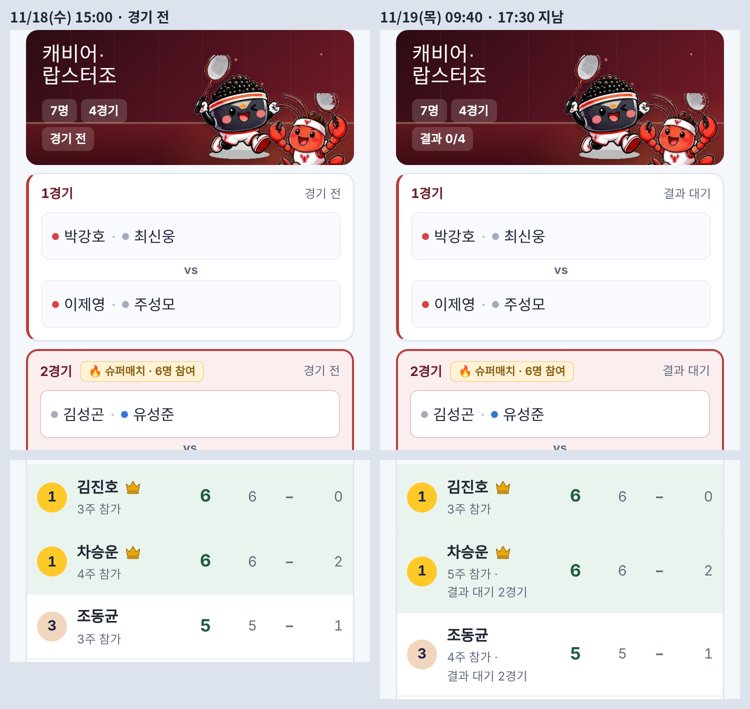 11/18(수) 15:00 · 경기 전
캐비어·
랍스터조
7명 4경기
경기 전
1경기 경기 전
박강호 · 최신웅
vs
이제영 · 주성모
2경기 🔥 슈퍼매치 · 6명 참여 경기 전
김성곤 · 유성준
vs
1 김진호 6 6 – 0
3주 참가
1 차승운 6 6 – 2
4주 참가
3 조동균 5 5 – 1
3주 참가
11/19(목) 09:40 · 17:30 지남
캐비어·
랍스터조
7명 4경기
결과 0/4
1경기 결과 대기
박강호 · 최신웅
vs
이제영 · 주성모
2경기 🔥 슈퍼매치 · 6명 참여 결과 대기
김성곤 · 유성준
vs
1 김진호 6 6 – 0
3주 참가
1 차승운 6 6 – 2
5주 참가 ·
결과 대기 2경기
3 조동균 5 5 – 1
4주 참가 ·
결과 대기 2경기